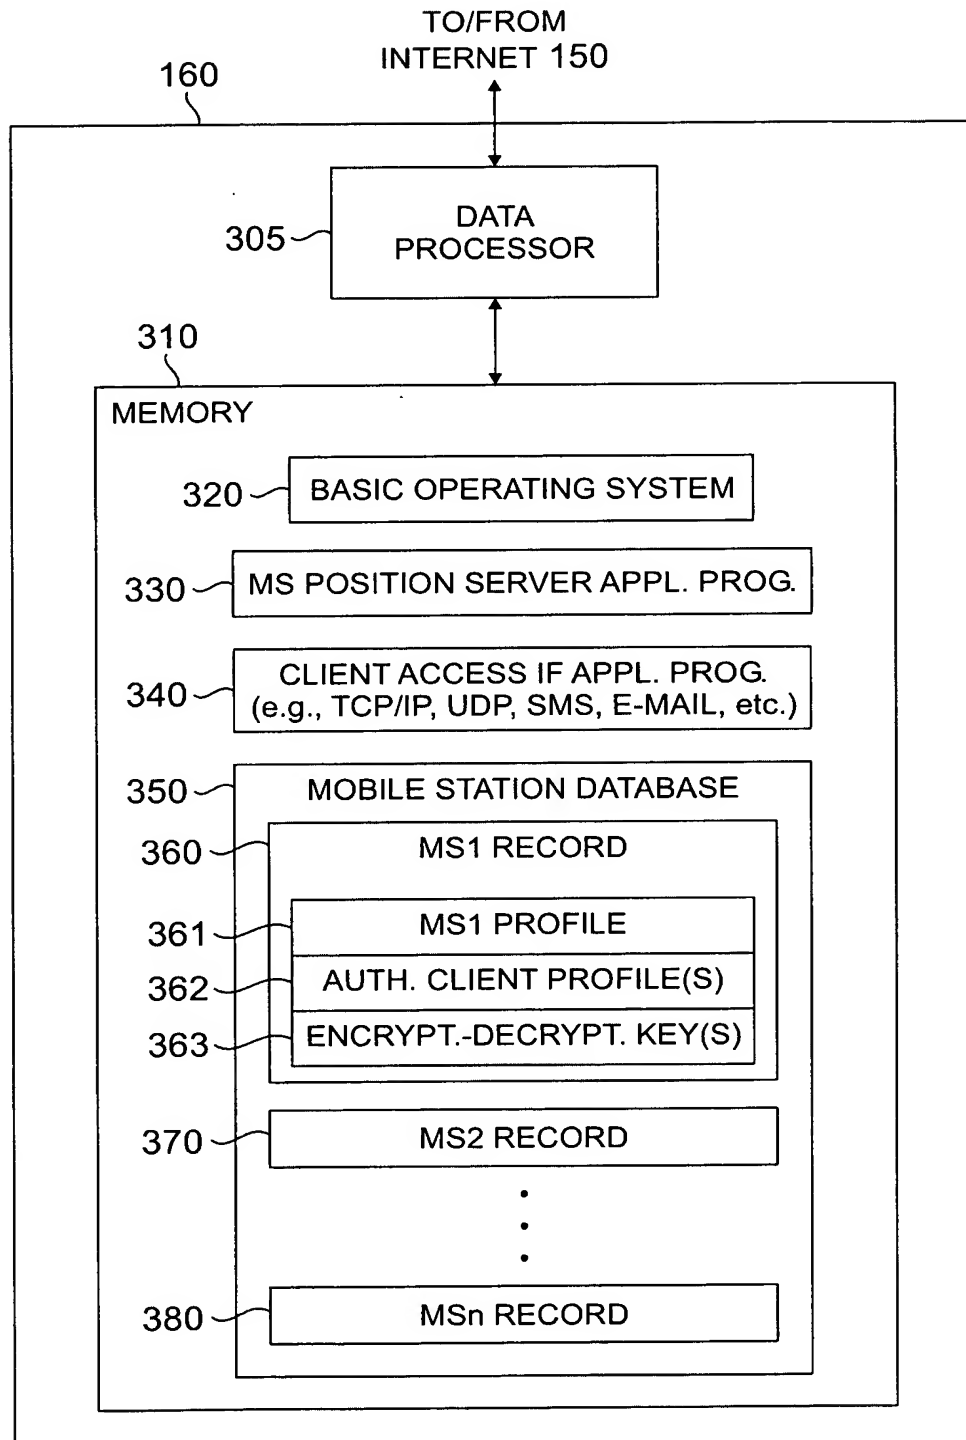 TO/FROM
INTERNET 150
160
305
DATA
PROCESSOR
310
MEMORY
320
BASIC OPERATING SYSTEM
330
MS POSITION SERVER APPL. PROG.
340
CLIENT ACCESS IF APPL. PROG.
(e.g., TCP/IP, UDP, SMS, E-MAIL, etc.)
350
MOBILE STATION DATABASE
360
MS1 RECORD
361
MS1 PROFILE
362
AUTH. CLIENT PROFILE(S)
363
ENCRYPT.-DECRYPT. KEY(S)
370
MS2 RECORD
380
MSn RECORD